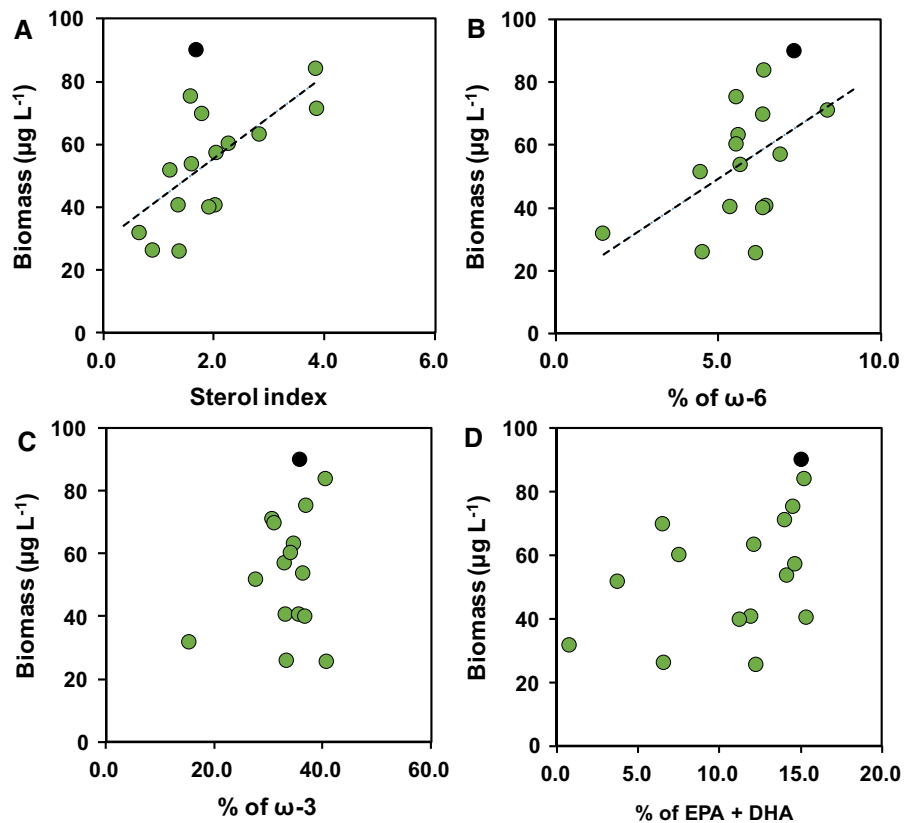 A
Biomass (µg L-1)
100
80
60
40
20
0
0.0 2.0 4.0 6.0
Sterol index
B
Biomass (µg L-1)
100
80
60
40
20
0
0.0 5.0 10.0
% of ω-6
C
Biomass (µg L-1)
100
80
60
40
20
0
0.0 20.0 40.0 60.0
% of ω-3
D
Biomass (µg L-1)
100
80
60
40
20
0
0.0 5.0 10.0 15.0 20.0
% of EPA + DHA